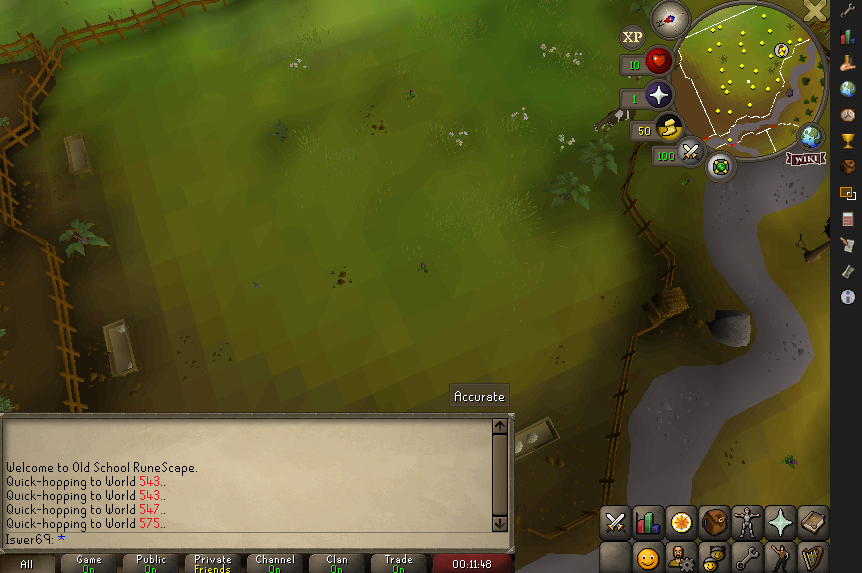 XP
10
1
50
100
WIKI
Accurate
Welcome to Old School RuneScape.
Quick-hopping to World 543..
Quick-hopping to World 543..
Quick-hopping to World 547..
Quick-hopping to World 575..
Iswer69: *
All
Game
On
Public
On
Private
Friends
Channel
On
Clan
On
Trade
On
00:11:48